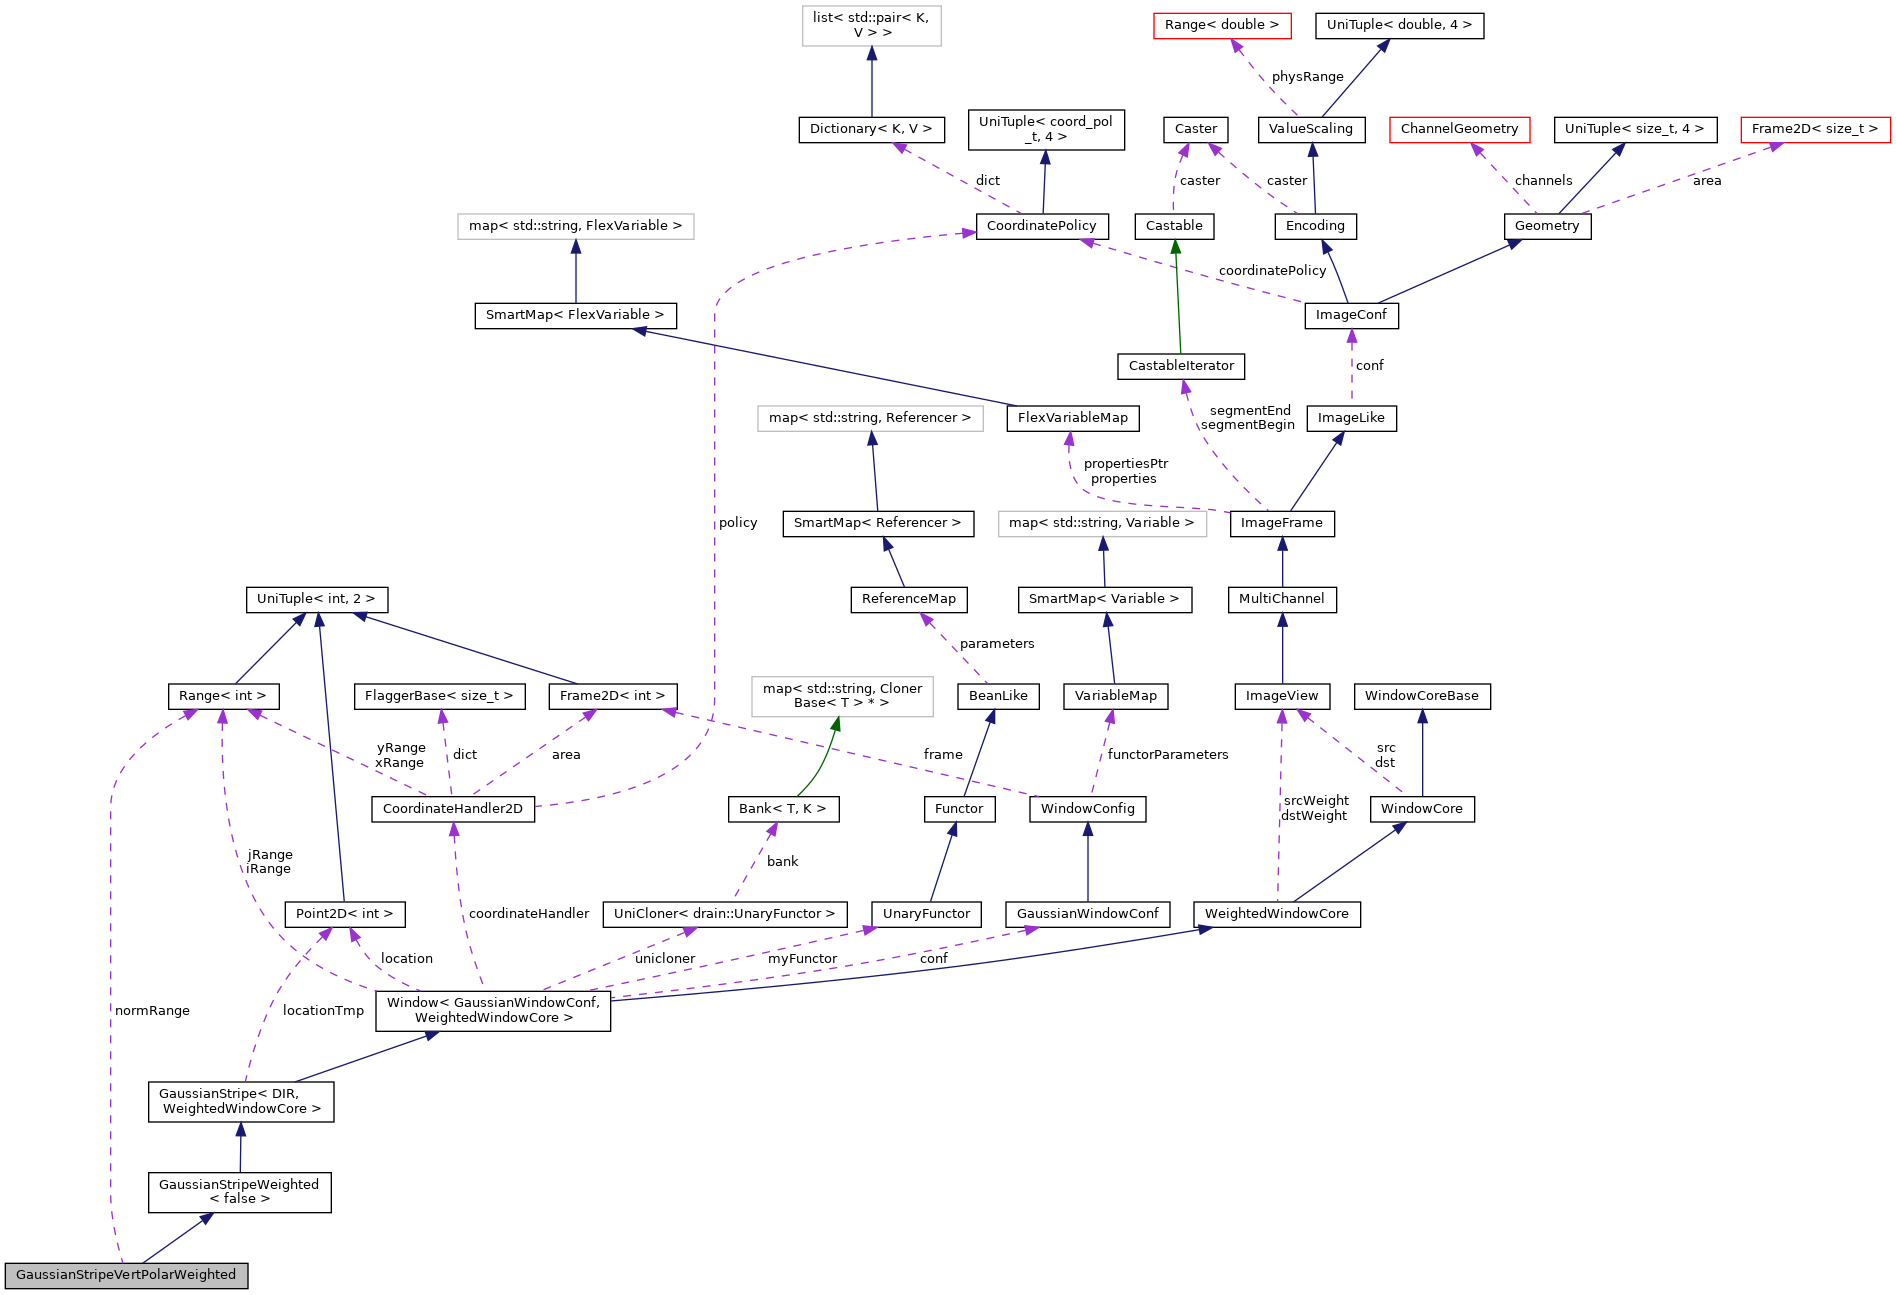 list< std::pair< K,
V > >
Range< double >
UniTuple< double, 4 >
physRange
Dictionary< K, V >
UniTuple< coord_pol
_t, 4 >
Caster
ValueScaling
ChannelGeometry
UniTuple< size_t, 4 >
Frame2D< size_t >
dict
caster
caster
channels
area
map< std::string, FlexVariable >
CoordinatePolicy
Castable
Encoding
Geometry
coordinatePolicy
SmartMap< FlexVariable >
ImageConf
CastableIterator
conf
map< std::string, Referencer >
FlexVariableMap
segmentEnd
segmentBegin
ImageLike
propertiesPtr
properties
policy
SmartMap< Referencer >
map< std::string, Variable >
ImageFrame
UniTuple< int, 2 >
ReferenceMap
SmartMap< Variable >
MultiChannel
parameters
Range< int >
FlaggerBase< size_t >
Frame2D< int >
map< std::string, Cloner
Base< T > * >
BeanLike
VariableMap
ImageView
WindowCoreBase
yRange
xRange
dict
area
frame
functorParameters
src
dst
CoordinateHandler2D
Bank< T, K >
Functor
WindowConfig
srcWeight
dstWeight
WindowCore
jRange
iRange
bank
Point2D< int >
coordinateHandler
UniCloner< drain::UnaryFunctor >
UnaryFunctor
GaussianWindowConf
WeightedWindowCore
location
unicloner
myFunctor
conf
normRange
locationTmp
Window< GaussianWindowConf,
WeightedWindowCore >
GaussianStripe< DIR,
WeightedWindowCore >
GaussianStripeWeighted
< false >
GaussianStripeVertPolarWeighted